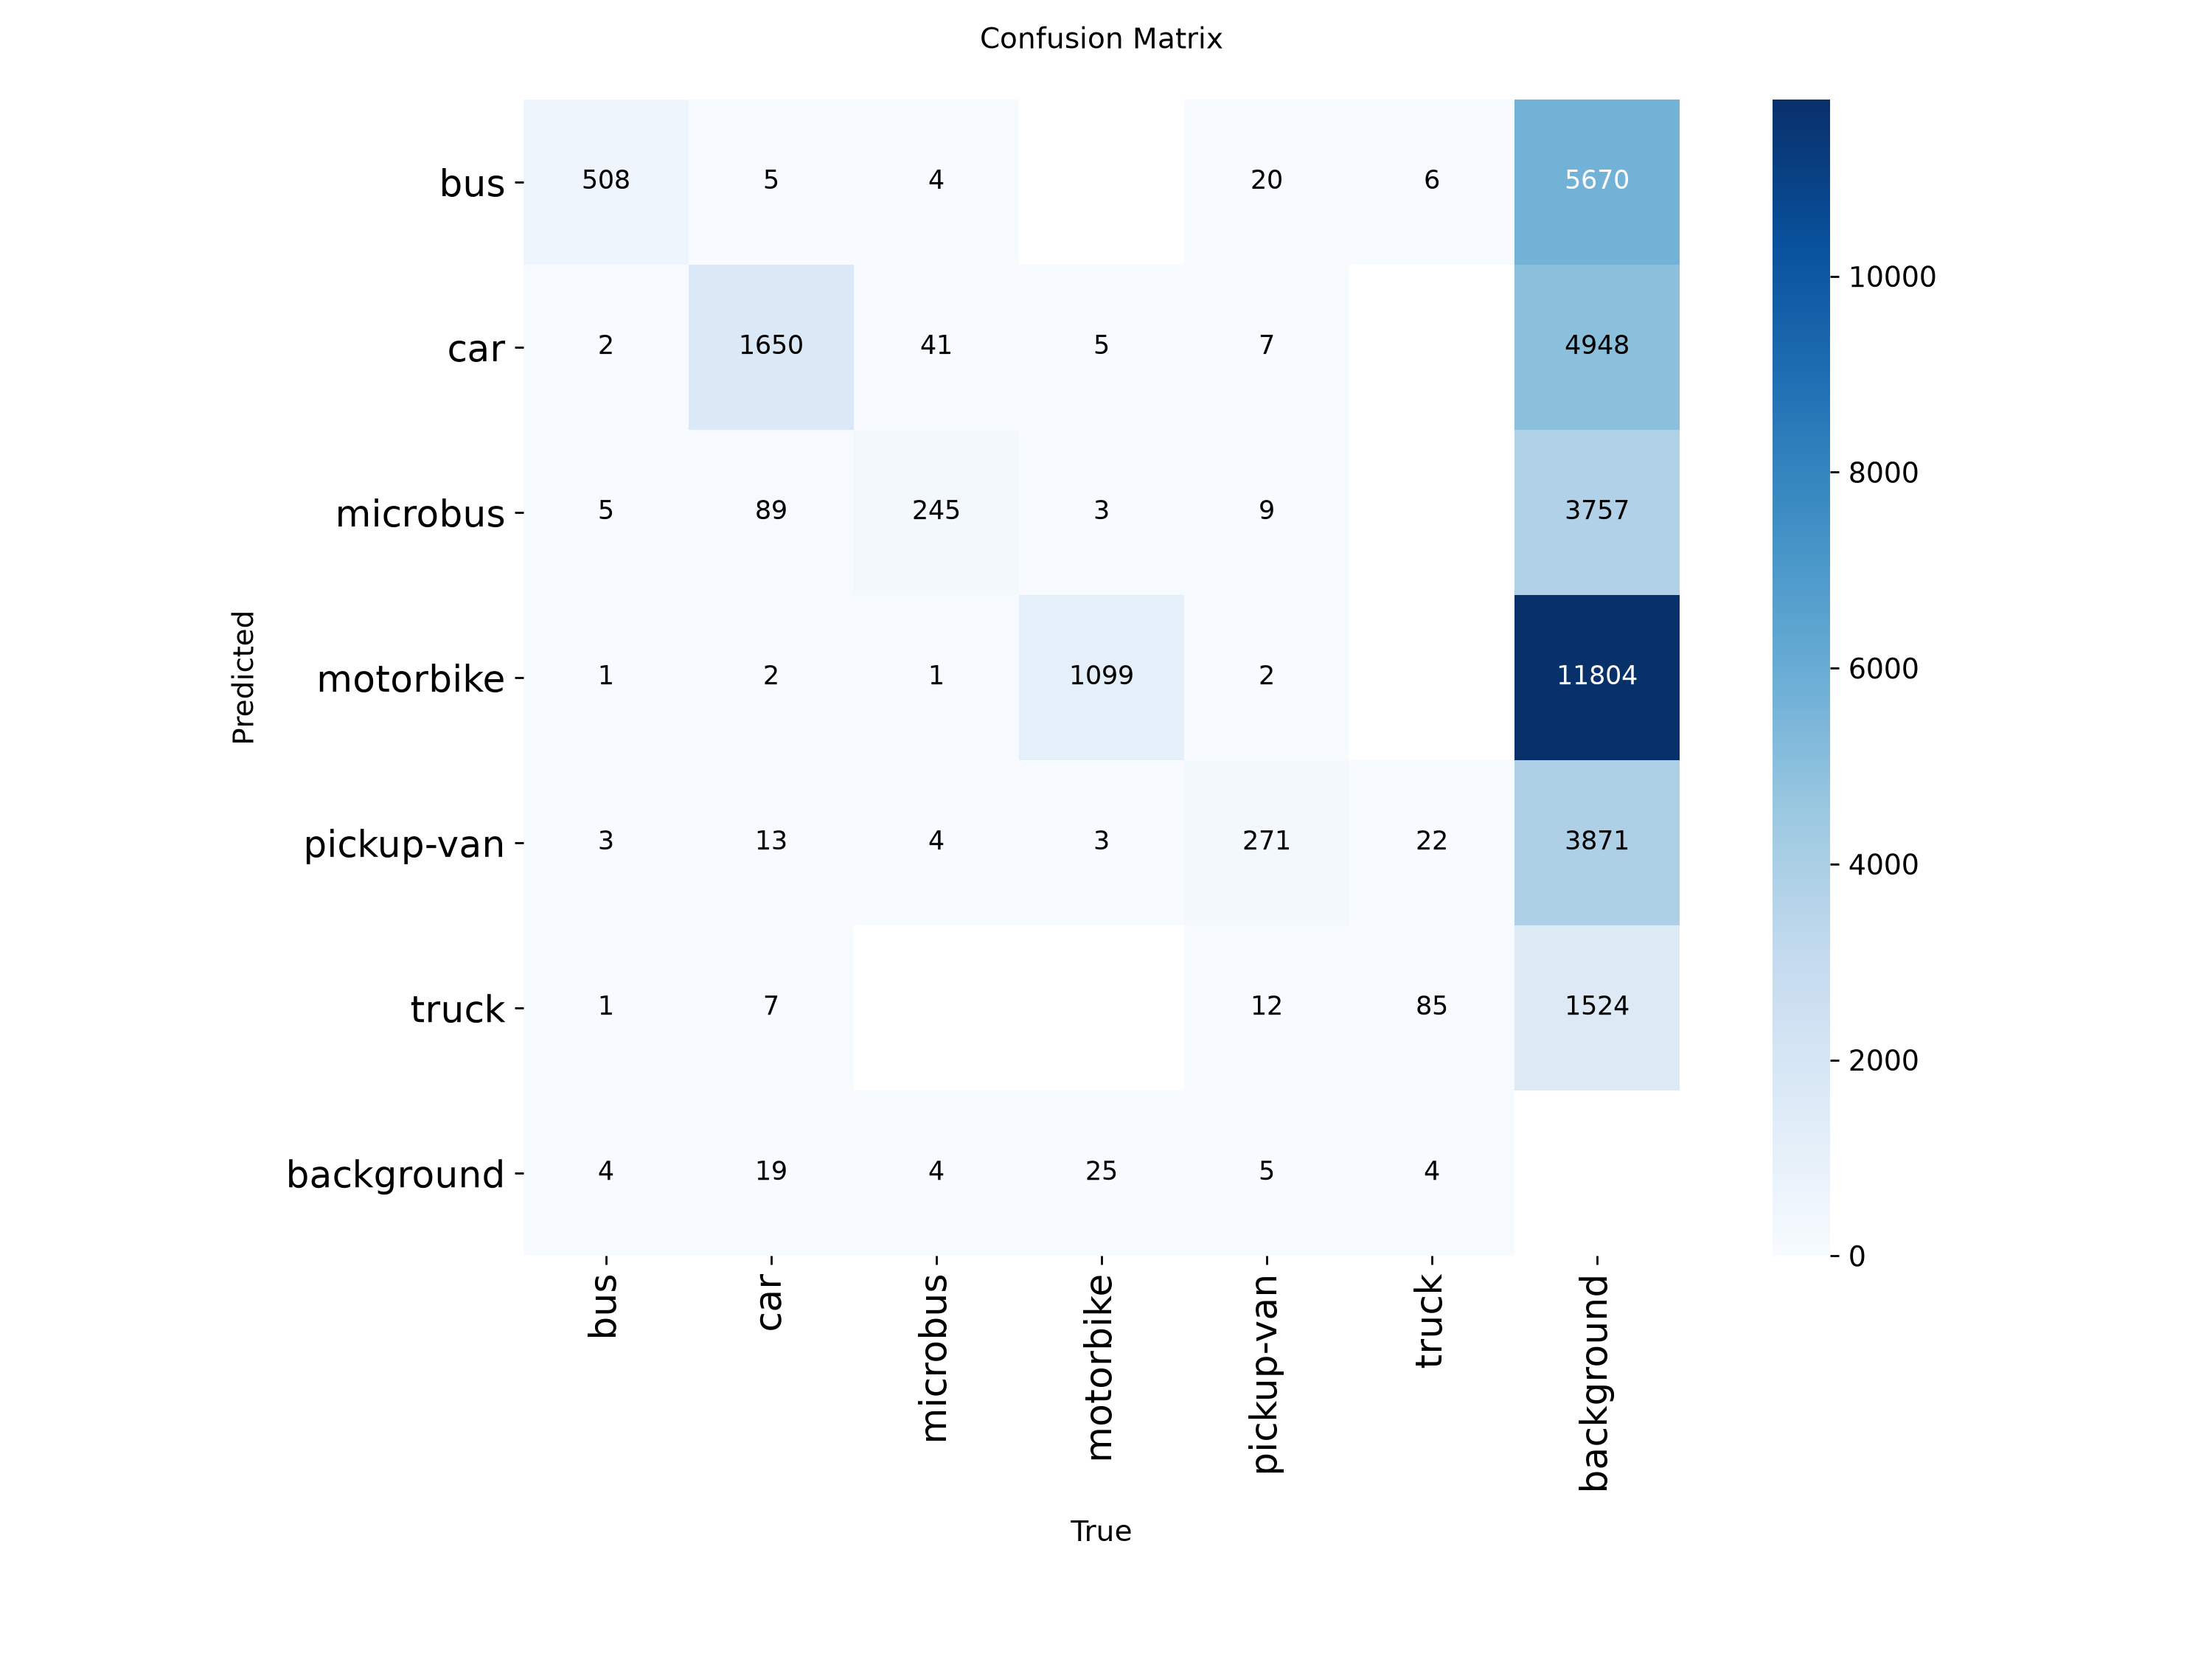 Confusion Matrix
bus 508 5 4 20 6 5670
car 2 1650 41 5 7 4948
microbus 5 89 245 3 9 3757
motorbike 1 2 1 1099 2 11804
pickup-van 3 13 4 3 271 22 3871
truck 1 7 12 85 1524
background 4 19 4 25 5 4
bus car microbus motorbike pickup-van truck background
Predicted
True
10000
8000
6000
4000
2000
0